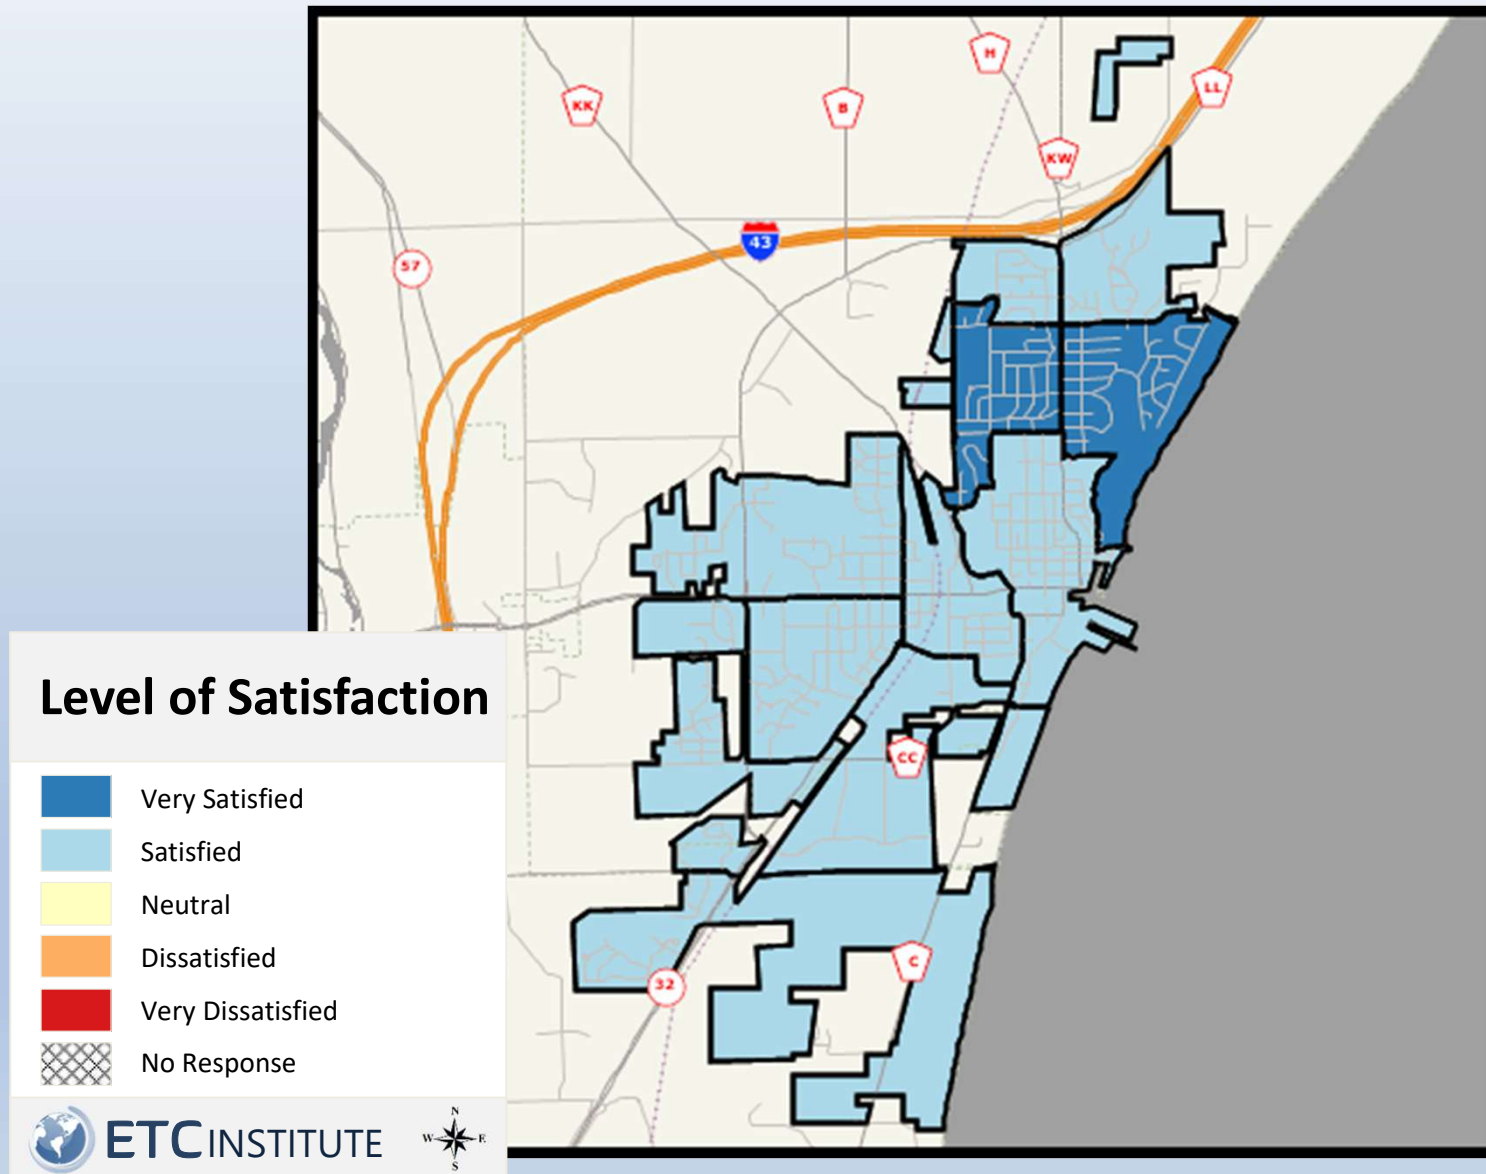 H
LL
KK
B
KW
43
57
CC
C
32
Level of Satisfaction
Very Satisfied
Satisfied
Neutral
Dissatisfied
Very Dissatisfied
No Response
ETC INSTITUTE
N
W E
S